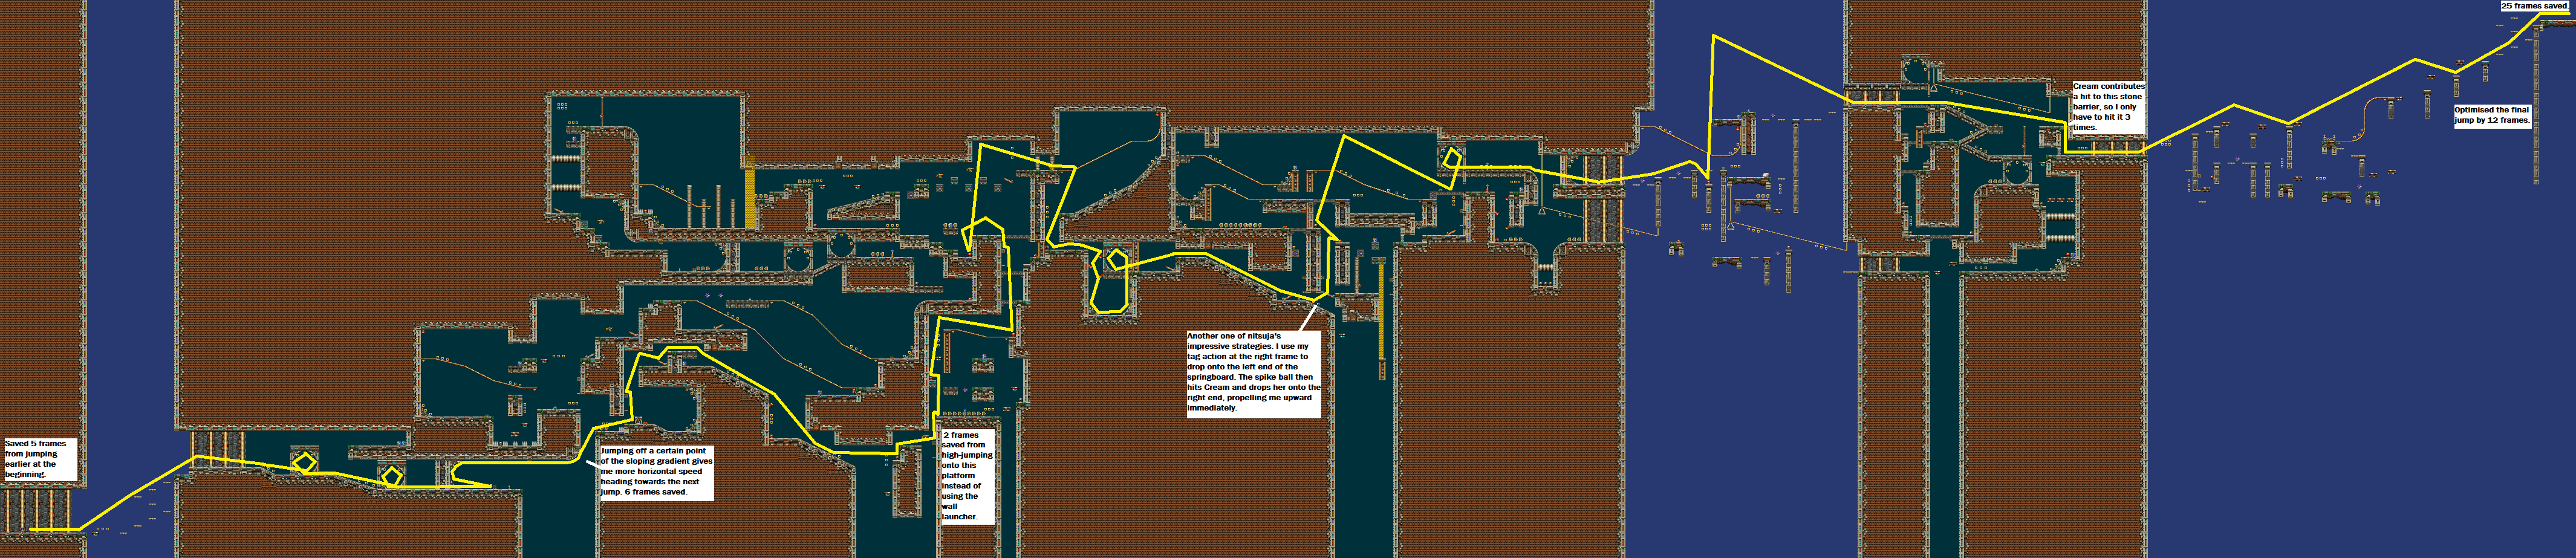 Saved 5 frames
from jumping
earlier at the
beginning.
Jumping off a certain point
of the sloping gradient gives
me more horizontal speed
heading towards the next
jump. 6 frames saved.
2 frames
saved from
high-jumping
onto this
platform
instead of
using the
wall
launcher.
Another one of nitsuja's
impressive strategies. I use my
tag action at the right frame to
drop onto the left end of the
springboard. The spike ball then
hits Cream and drops her onto the
right end, propelling me upward
immediately.
Cream contributes
a hit to this stone
barrier, so I only
have to hit it 3
times.
Optimised the final
jump by 12 frames.
25 frames saved.